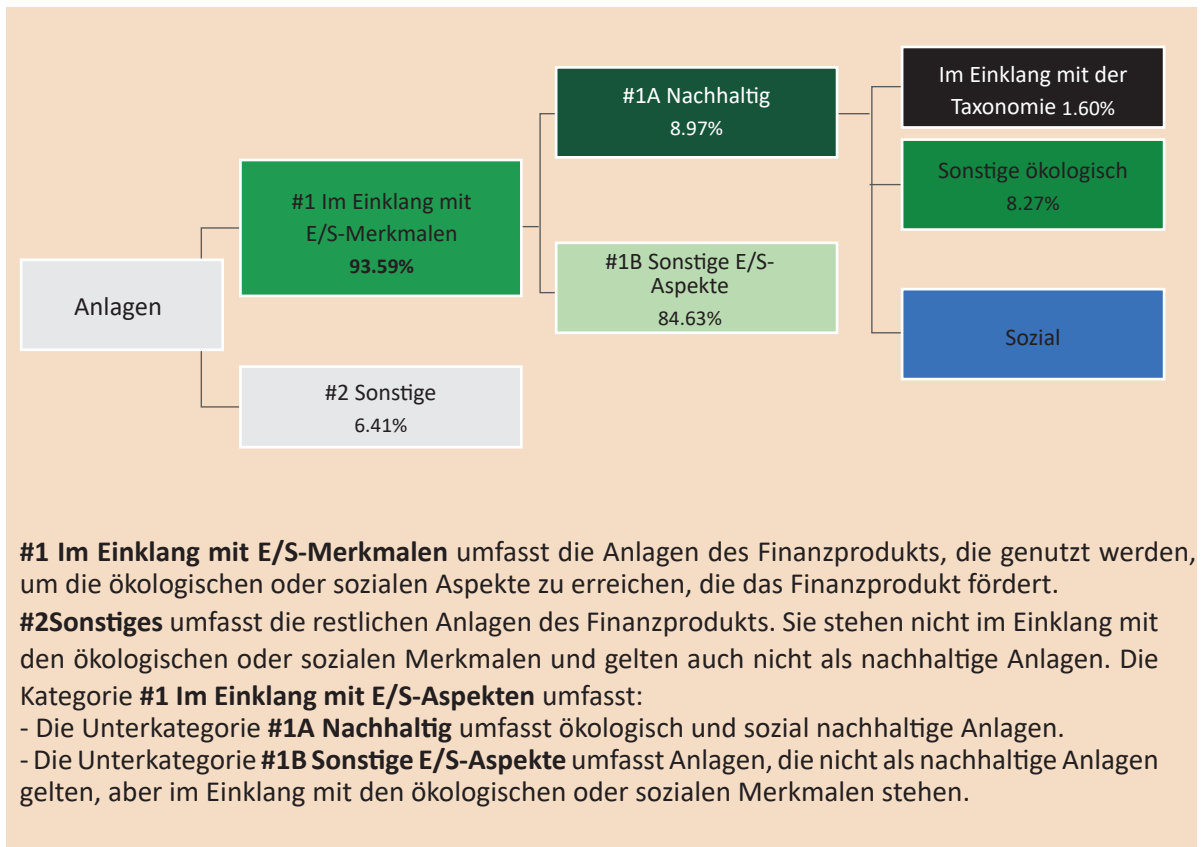 #1A Nachhaltig
8.97%
Im Einklang mit der
Taxonomie 1.60%
Sonstige ökologisch
8.27%
#1 Im Einklang mit
E/S-Merkmalen
93.59%
#1B Sonstige E/S-
Aspekte
84.63%
Anlagen
Sozial
#2 Sonstige
6.41%
#1 Im Einklang mit E/S-Merkmalen umfasst die Anlagen des Finanzprodukts, die genutzt werden,
um die ökologischen oder sozialen Aspekte zu erreichen, die das Finanzprodukt fördert.
#2Sonstiges umfasst die restlichen Anlagen des Finanzprodukts. Sie stehen nicht im Einklang mit
den ökologischen oder sozialen Merkmalen und gelten auch nicht als nachhaltige Anlagen. Die
Kategorie #1 Im Einklang mit E/S-Aspekten umfasst:
- Die Unterkategorie #1A Nachhaltig umfasst ökologisch und sozial nachhaltige Anlagen.
- Die Unterkategorie #1B Sonstige E/S-Aspekte umfasst Anlagen, die nicht als nachhaltige Anlagen
gelten, aber im Einklang mit den ökologischen oder sozialen Merkmalen stehen.